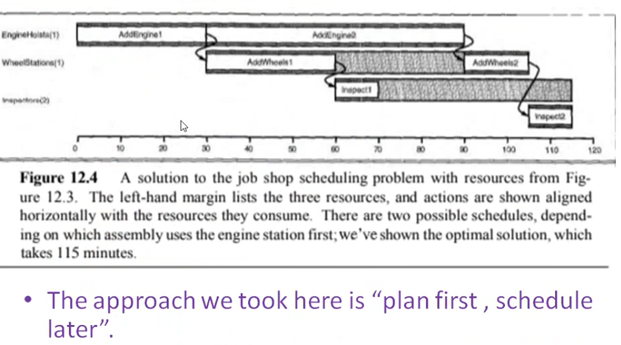 EngineHoists(1)
AddEngine1
AddEngine2
WheelStations(1)
AddWheels1
AddWheels2
Inspect1
Inspectors(2)
Inspect2
0 10 20 30 40 50 60 70 80 90 100 110 120
Figure 12.4 A solution to the job shop scheduling problem with resources from Fig-
ure 12.3. The left-hand margin lists the three resources, and actions are shown aligned
horizontally with the resources they consume. There are two possible schedules, depend-
ing on which assembly uses the engine station first; we've shown the optimal solution, which
takes 115 minutes.
• The approach we took here is “plan first , schedule
later”.